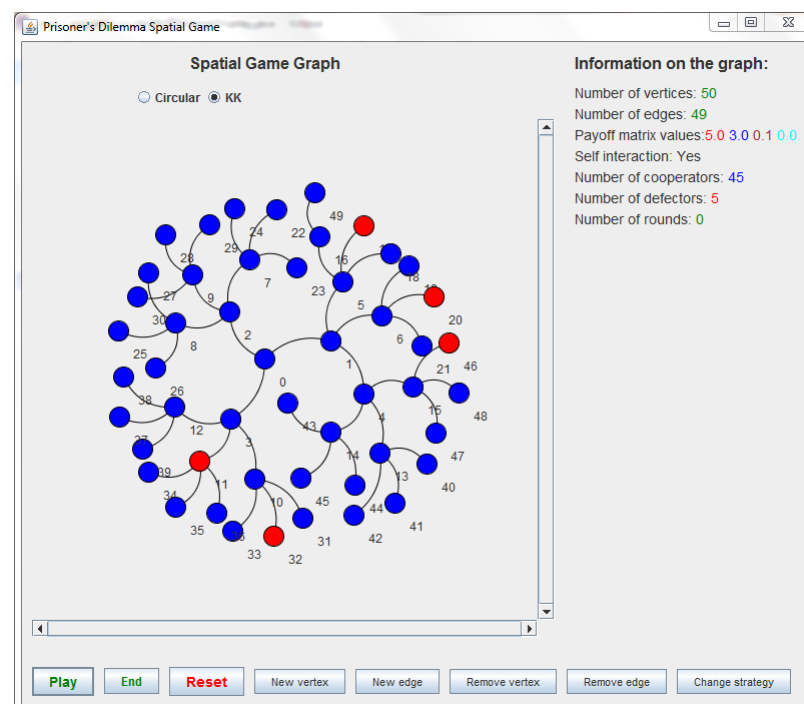 Prisoner's Dilemma Spatial Game
Spatial Game Graph
Circular KK
Information on the graph:
Number of vertices: 50
Number of edges: 49
Payoff matrix values:5.0 3.0 0.1 0.0
Self interaction: Yes
Number of cooperators: 45
Number of defectors: 5
Number of rounds: 0
49
24
22
29
16
28
7
18
23
27
9
5
30
2
20
8
6
25
1
21
46
0
26
4
15
48
38
12
43
37
3
14
47
39
11
13
40
34
10
45
44
41
35
31
42
33
32
Play
End
Reset
New vertex
New edge
Remove vertex
Remove edge
Change strategy